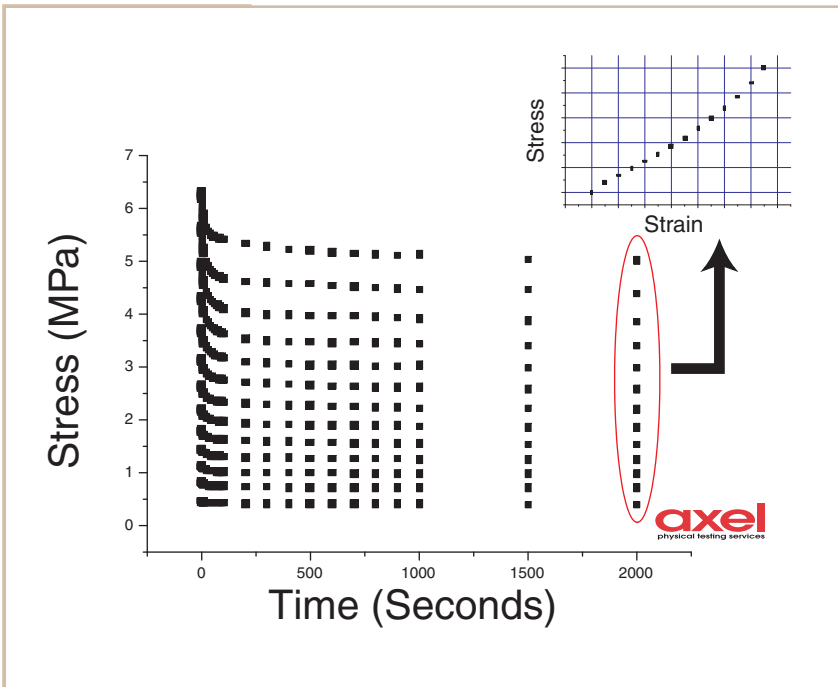 Stress
Strain
7
6
5
4
3
2
1
0
Stress (MPa)
axel
physical testing services
0
500
1000
1500
2000
Time (Seconds)